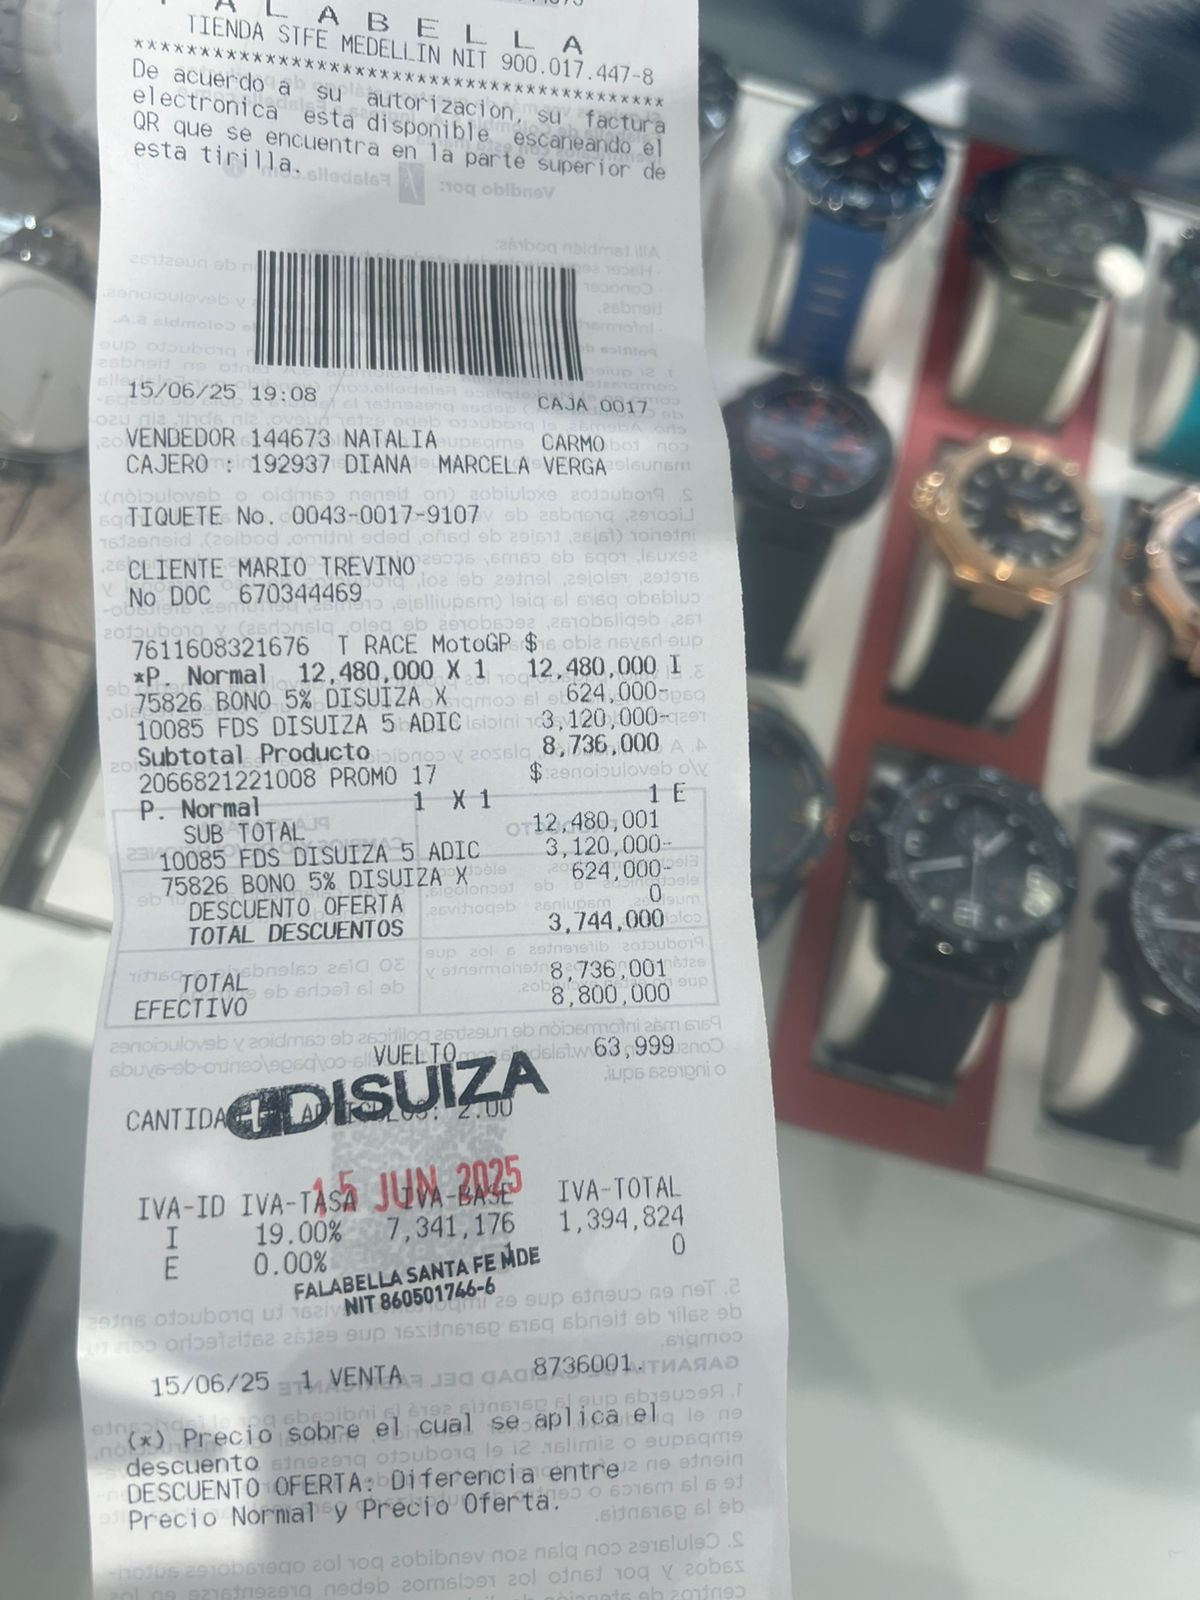 FALABELLA
TIENDA STFE MEDELLIN NIT 900.017.447-8
****************************************
De acuerdo a su autorizacion, su factura
electronica esta disponible escaneando el
QR que se encuentra en la parte superior de
esta tirilla.
15/06/25 19:08 CAJA 0017
VENDEDOR 144673 NATALIA CARMO
CAJERO : 192937 DIANA MARCELA VERGA
TIQUETE No. 0043-0017-9107
CLIENTE MARIO TREVINO
No DOC 670344469
7611608321676 T RACE MotoGP $
*P. Normal 12,480,000 X 1 12,480,000 I
75826 BONO 5% DISUIZA X 624,000-
10085 FDS DISUIZA 5 ADIC 3,120,000-
Subtotal Producto 8,736,000
2066821221008 PROMO 17 $
P. Normal 1 X 1 1 E
SUB TOTAL 12,480,001
10085 FDS DISUIZA 5 ADIC 3,120,000-
75826 BONO 5% DISUIZA X 624,000-
DESCUENTO OFERTA 0
TOTAL DESCUENTOS 3,744,000
TOTAL 8,736,001
EFECTIVO 8,800,000
VUELTO 63,999
DISUIZA
CANTIDAD ARTICULOS: 2.00
15 JUN 2025
IVA-ID IVA-TASA IVA-BASE IVA-TOTAL
I 19.00% 7,341,176 1,394,824
E 0.00% 1 0
FALABELLA SANTA FE MDE
NIT 860501746-6
15/06/25 1 VENTA 8736001.
(*) Precio sobre el cual se aplica el
descuento
DESCUENTO OFERTA: Diferencia entre
Precio Normal y Precio Oferta.